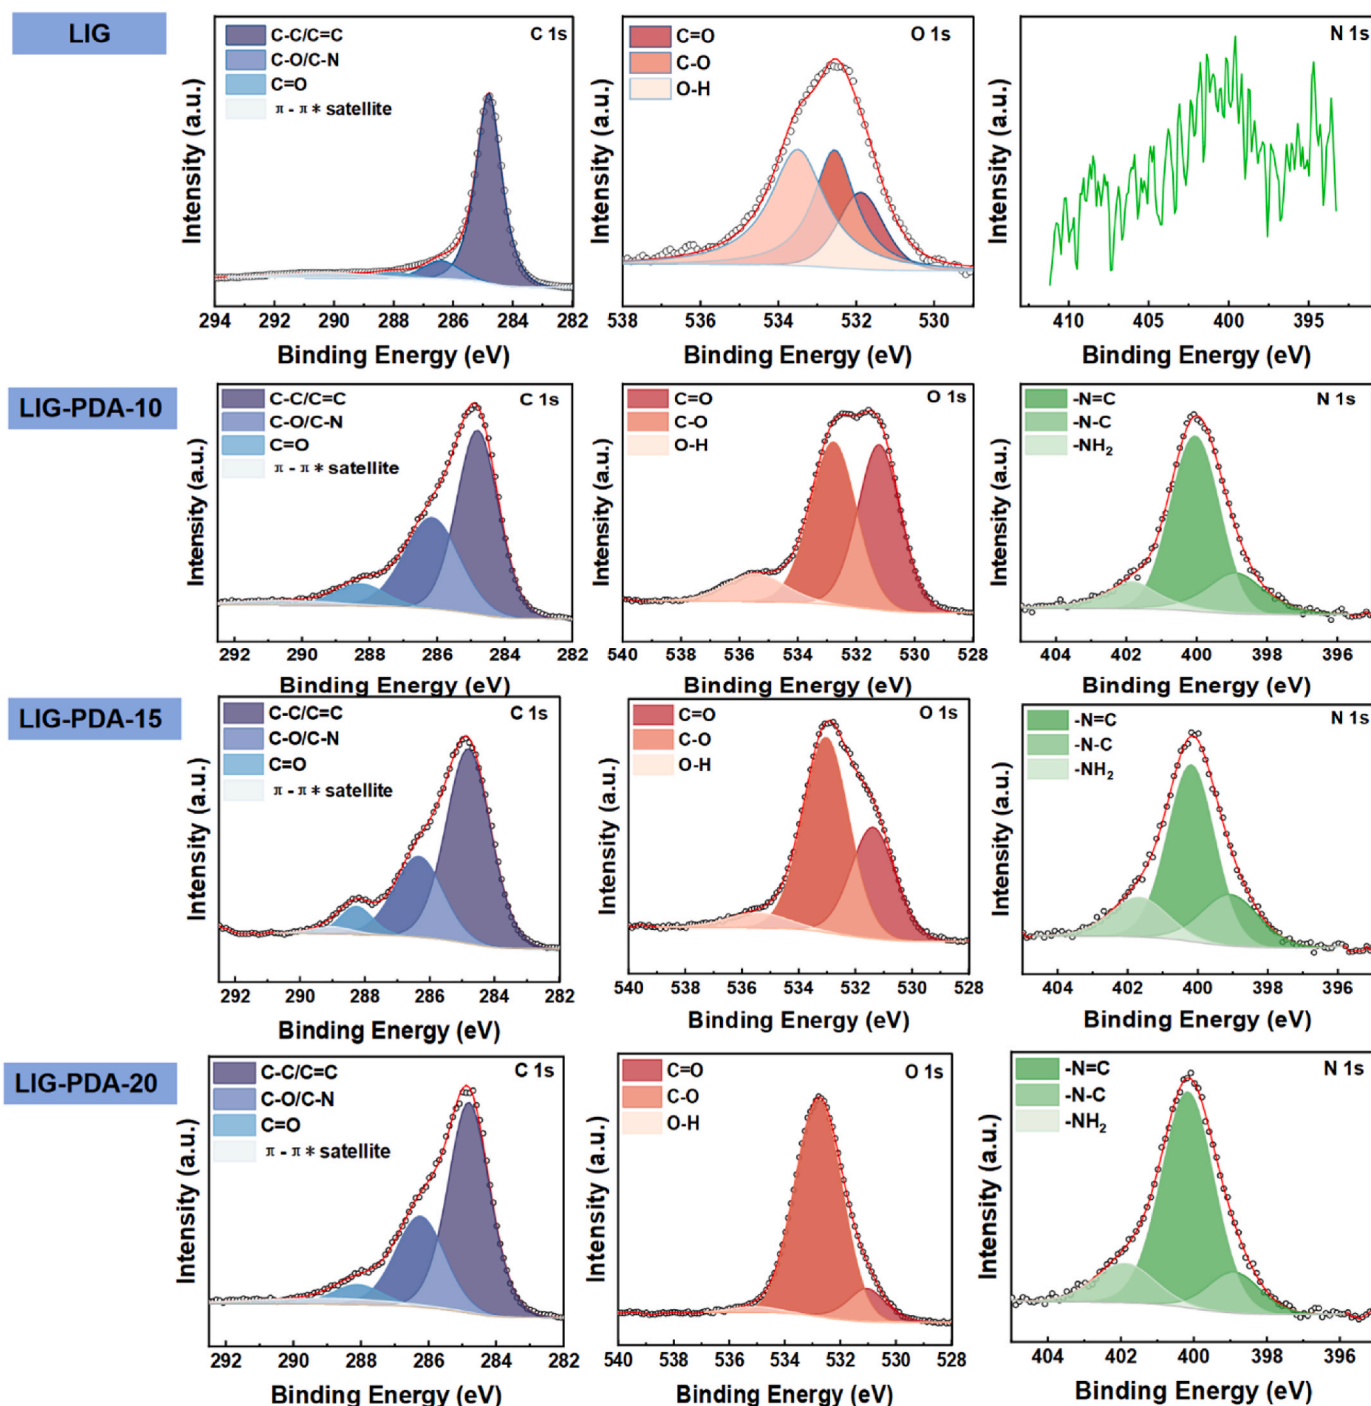 LIG
C-C/C=C
C-O/C-N
C=O
π - π * satellite
C 1s
Intensity (a.u.)
294 292 290 288 286 284 282
Binding Energy (eV)
C=O
C-O
O-H
O 1s
Intensity (a.u.)
538 536 534 532 530
Binding Energy (eV)
N 1s
Intensity (a.u.)
410 405 400 395
Binding Energy (eV)
LIG-PDA-10
C-C/C=C
C-O/C-N
C=O
π - π * satellite
C 1s
Intensity (a.u.)
292 290 288 286 284 282
Binding Energy (eV)
C=O
C-O
O-H
O 1s
Intensity (a.u.)
540 538 536 534 532 530 528
Binding Energy (eV)
-N=C
-N-C
-NH₂
N 1s
Intensity (a.u.)
404 402 400 398 396
Binding Energy (eV)
LIG-PDA-15
C-C/C=C
C-O/C-N
C=O
π - π * satellite
C 1s
Intensity (a.u.)
292 290 288 286 284 282
Binding Energy (eV)
C=O
C-O
O-H
O 1s
Intensity (a.u.)
540 538 536 534 532 530 528
Binding Energy (eV)
-N=C
-N-C
-NH₂
N 1s
Intensity (a.u.)
404 402 400 398 396
Binding Energy (eV)
LIG-PDA-20
C-C/C=C
C-O/C-N
C=O
π - π * satellite
C 1s
Intensity (a.u.)
292 290 288 286 284 282
Binding Energy (eV)
C=O
C-O
O-H
O 1s
Intensity (a.u.)
540 538 536 534 532 530 528
Binding Energy (eV)
-N=C
-N-C
-NH₂
N 1s
Intensity (a.u.)
404 402 400 398 396
Binding Energy (eV)